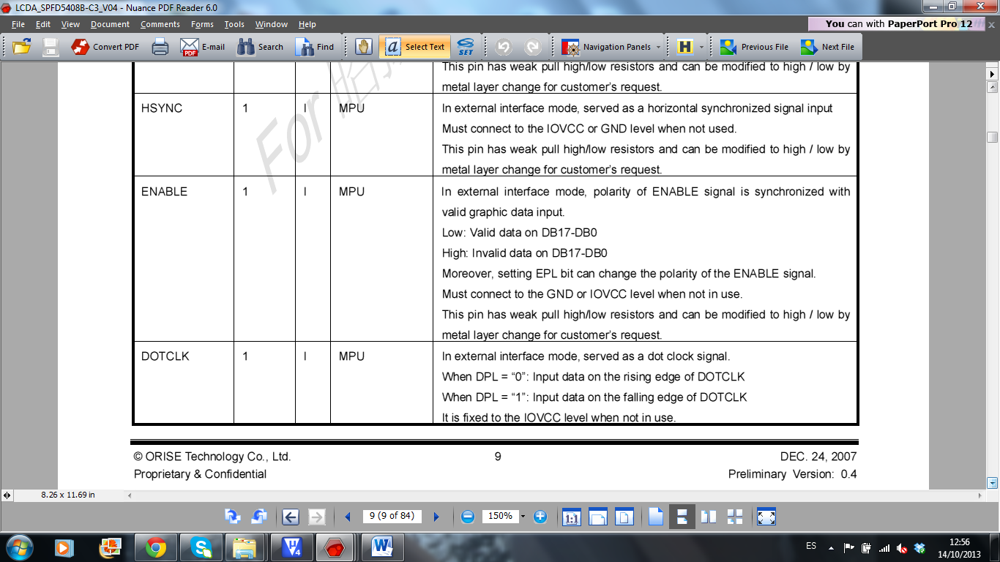 LCDA_SPFD5408B-C3_V04 - Nuance PDF Reader 6.0
File Edit View Document Comments Forms Tools Window Help
You can with PaperPort Pro 12 x
Convert PDF PDF E-mail Search Find a Select Text SET Navigation Panels H Previous File Next File
This pin has weak pull high/low resistors and can be modified to high / low by
metal layer change for customer's request.
For
HSYNC 1 I MPU In external interface mode, served as a horizontal synchronized signal input
Must connect to the IOVCC or GND level when not used.
This pin has weak pull high/low resistors and can be modified to high / low by
metal layer change for customer's request.
ENABLE 1 I MPU In external interface mode, polarity of ENABLE signal is synchronized with
valid graphic data input.
Low: Valid data on DB17-DB0
High: Invalid data on DB17-DB0
Moreover, setting EPL bit can change the polarity of the ENABLE signal.
Must connect to the GND or IOVCC level when not in use.
This pin has weak pull high/low resistors and can be modified to high / low by
metal layer change for customer's request.
DOTCLK 1 I MPU In external interface mode, served as a dot clock signal.
When DPL = “0”: Input data on the rising edge of DOTCLK
When DPL = “1”: Input data on the falling edge of DOTCLK
It is fixed to the IOVCC level when not in use.
© ORISE Technology Co., Ltd. 9 DEC. 24, 2007
Proprietary & Confidential Preliminary Version: 0.4
8.26 x 11.69 in
9 (9 of 84) 150% 1:1
ES 12:56
14/10/2013